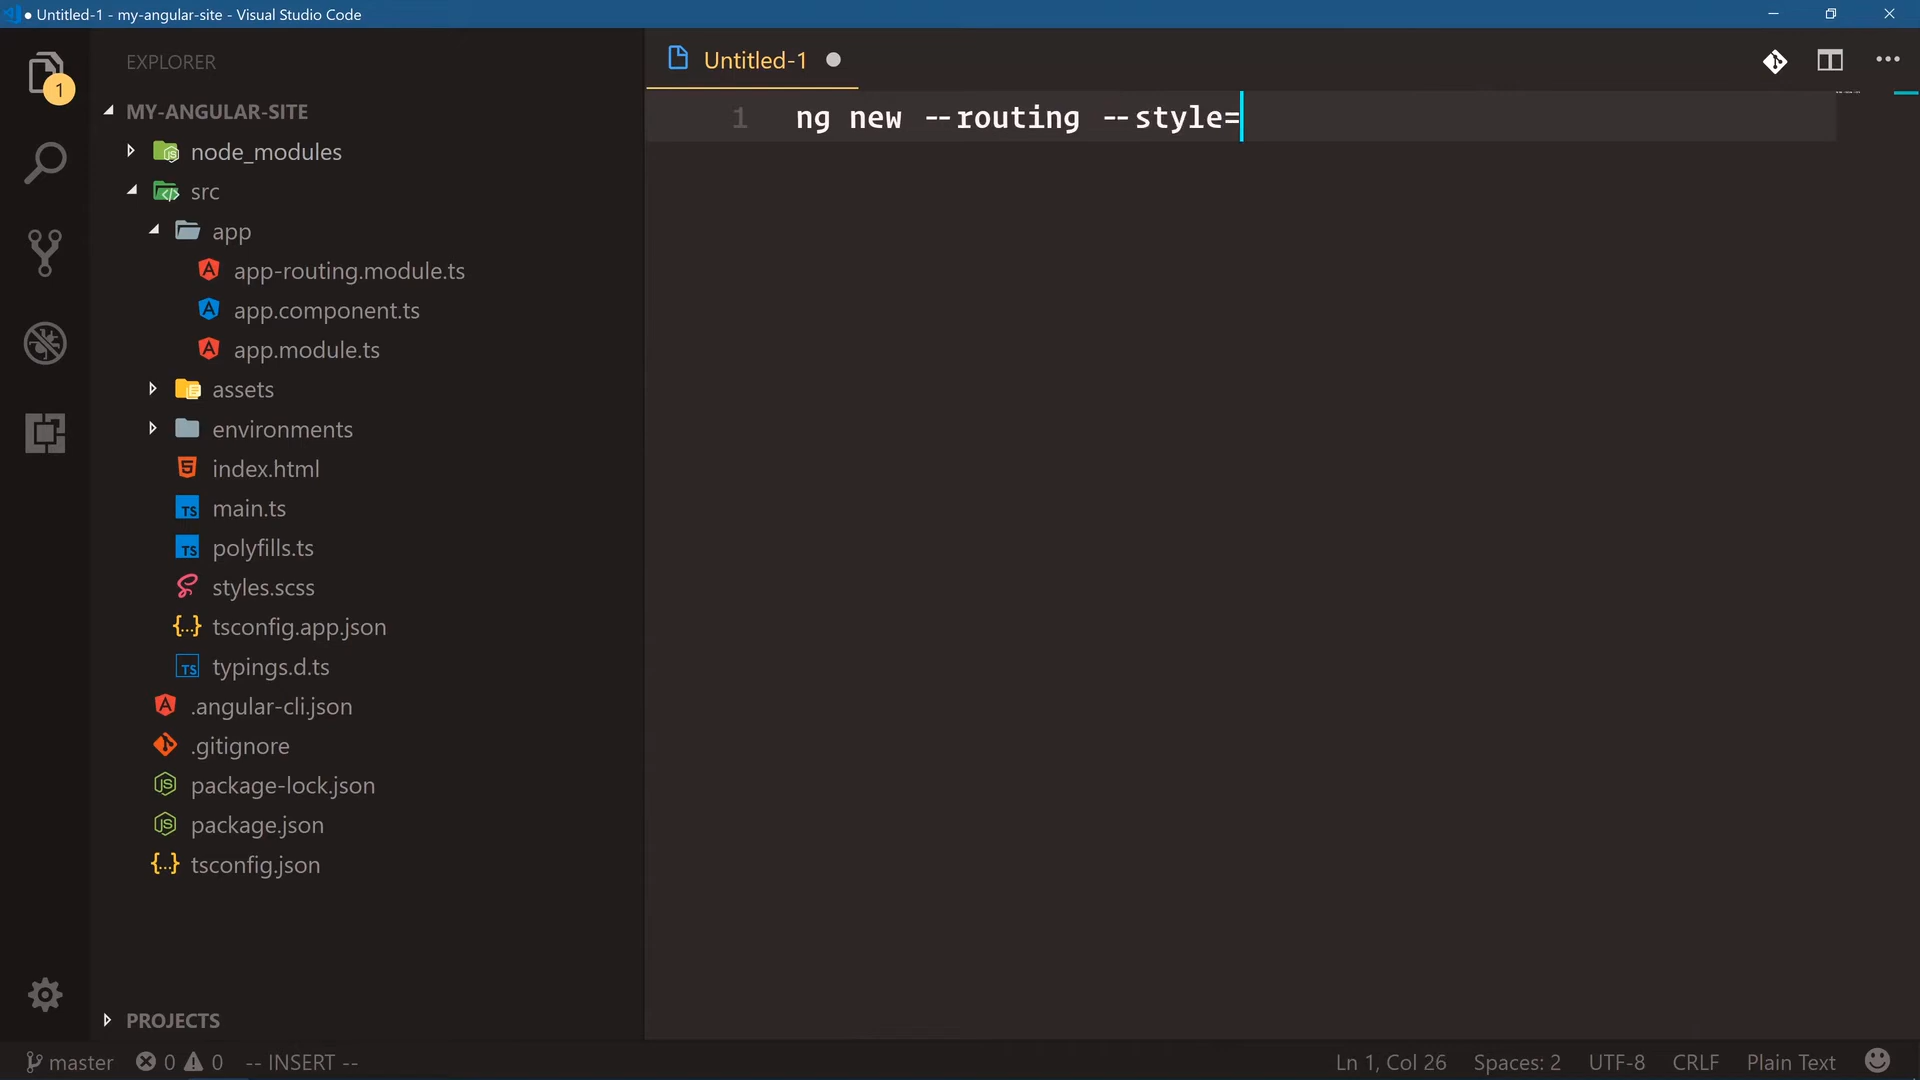 Untitled-1 - my-angular-site - Visual Studio Code
EXPLORER
1
MY-ANGULAR-SITE
node_modules
src
app
app-routing.module.ts
app.component.ts
app.module.ts
assets
environments
index.html
main.ts
polyfills.ts
styles.scss
tsconfig.app.json
typings.d.ts
.angular-cli.json
.gitignore
package-lock.json
package.json
tsconfig.json
PROJECTS
Untitled-1
1 ng new --routing --style=
master 0 0 -- INSERT -- Ln 1, Col 26 Spaces: 2 UTF-8 CRLF Plain Text